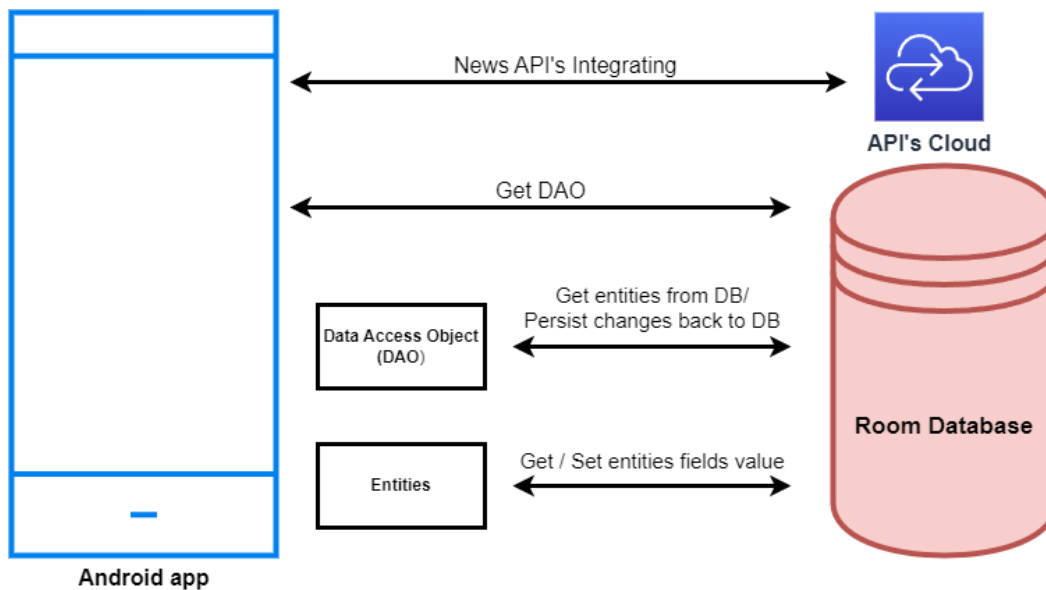 News API's Integrating
API's Cloud
Get DAO
Get entities from DB/
Persist changes back to DB
Data Access Object
(DAO)
Room Database
Get / Set entities fields value
Entities
Android app